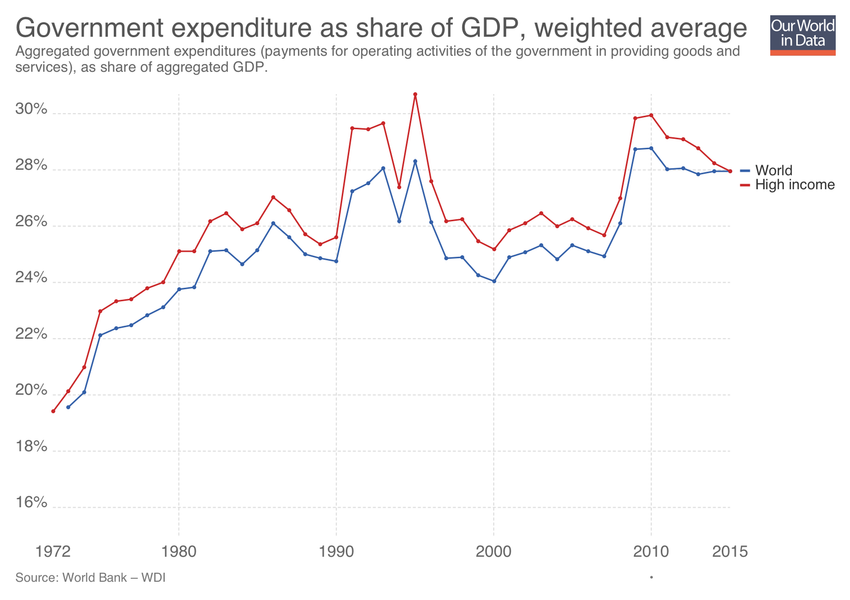 Government expenditure as share of GDP, weighted average
Our World
in Data
Aggregated government expenditures (payments for operating activities of the government in providing goods and
services), as share of aggregated GDP.
30%
28%
World
High income
26%
24%
22%
20%
18%
16%
1972
1980
1990
2000
2010
2015
Source: World Bank – WDI